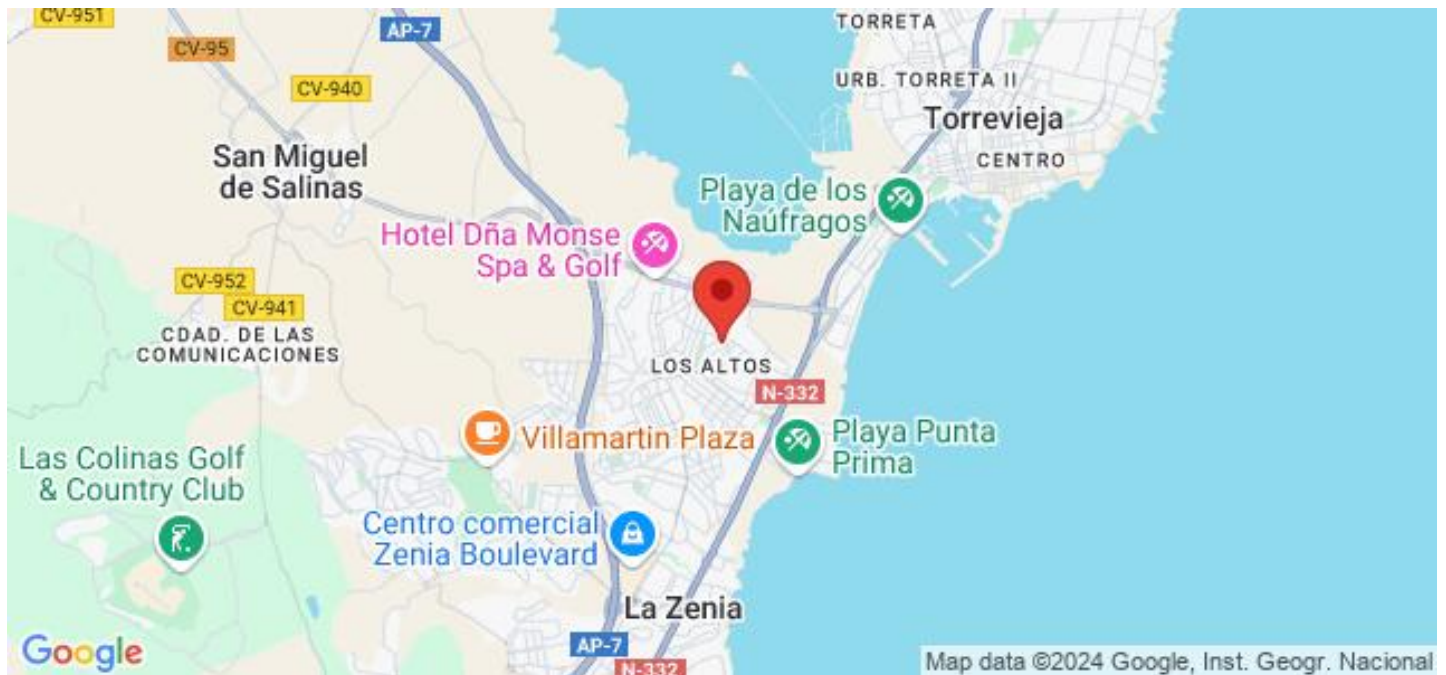 CV-951
CV-95
AP-7
CV-940
TORRETA
URB. TORRETA II
Torrevieja
CENTRO
San Miguel
de Salinas
Playa de los
Naúfragos
Hotel Dña Monse
Spa & Golf
CV-952
CV-941
CDAD. DE LAS
COMUNICACIONES
LOS ALTOS
N-332
Villamartin Plaza
Playa Punta
Prima
Las Colinas Golf
& Country Club
Centro comercial
Zenia Boulevard
La Zenia
AP-7
N-332
Google
Map data ©2024 Google, Inst. Geogr. Nacional